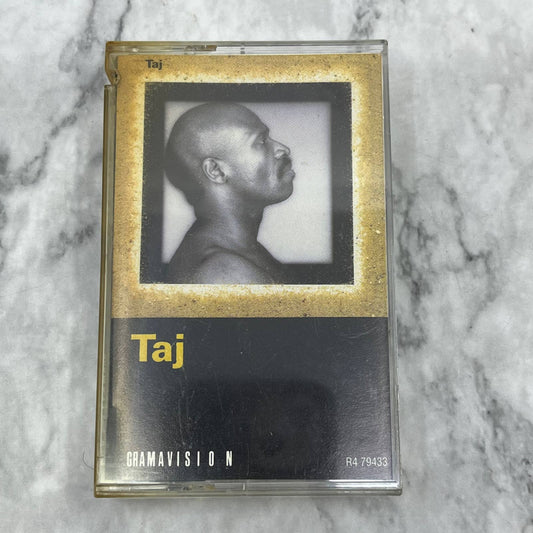 Taj
Taj
GRAMAVISION
R4 79433